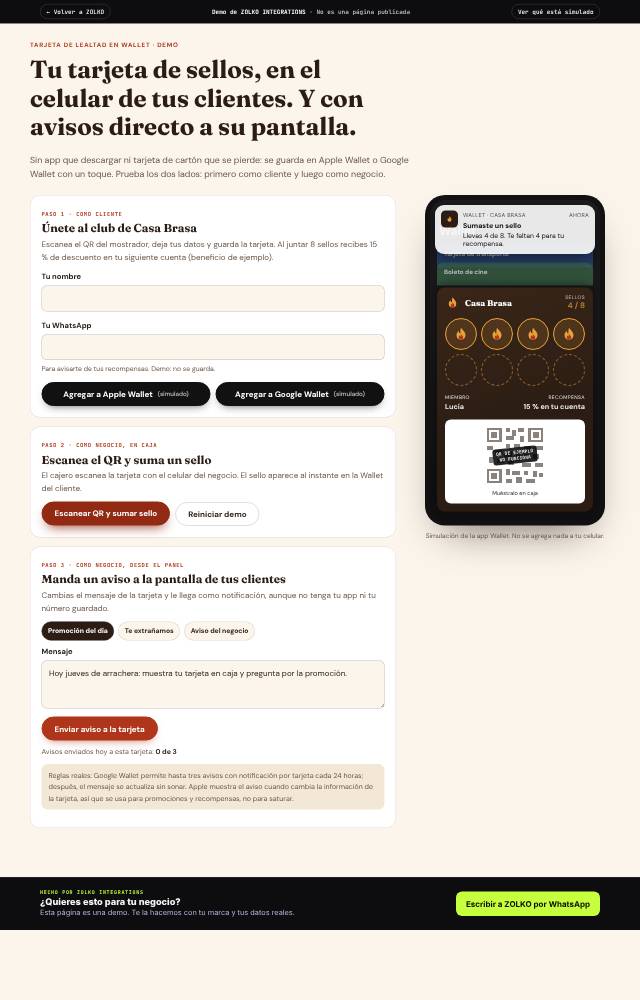 ← Volver a ZOLKO
Demo de ZOLKO INTEGRATIONS · No es una página publicada
Ver qué está simulado
TARJETA DE LEALTAD EN WALLET · DEMO
Tu tarjeta de sellos, en el
celular de tus clientes. Y con
avisos directo a su pantalla.
Sin app que descargar ni tarjeta de cartón que se pierde: se guarda en Apple Wallet o Google
Wallet con un toque. Prueba los dos lados: primero como cliente y luego como negocio.
PASO 1 · COMO CLIENTE
Únete al club de Casa Brasa
Escanea el QR del mostrador, deja tus datos y guarda la tarjeta. Al juntar 8 sellos recibes 15
% de descuento en tu siguiente cuenta (beneficio de ejemplo).
Tu nombre
Tu WhatsApp
Para avisarte de tus recompensas. Demo: no se guarda.
Agregar a Apple Wallet (simulado)
Agregar a Google Wallet (simulado)
PASO 2 · COMO NEGOCIO, EN CAJA
Escanea el QR y suma un sello
El cajero escanea la tarjeta con el celular del negocio. El sello aparece al instante en la Wallet
del cliente.
Escanear QR y sumar sello
Reiniciar demo
PASO 3 · COMO NEGOCIO, DESDE EL PANEL
Manda un aviso a la pantalla de tus clientes
Cambias el mensaje de la tarjeta y le llega como notificación, aunque no tenga tu app ni tu
número guardado.
Promoción del día
Te extrañamos
Aviso del negocio
Mensaje
Hoy jueves de arrachera: muestra tu tarjeta en caja y pregunta por la promoción.
Enviar aviso a la tarjeta
Avisos enviados hoy a esta tarjeta: 0 de 3
Reglas reales: Google Wallet permite hasta tres avisos con notificación por tarjeta cada 24 horas;
después, el mensaje se actualiza sin sonar. Apple muestra el aviso cuando cambia la información de
la tarjeta, así que se usa para promociones y recompensas, no para saturar.
WALLET · CASA BRASA
AHORA
Sumaste un sello
Llevas 4 de 8. Te faltan 4 para tu
recompensa.
Tarjeta de transporte
Boleto de cine
Casa Brasa
SELLOS
4 / 8
MIEMBRO
Lucía
RECOMPENSA
15 % en tu cuenta
QR DE EJEMPLO
NO FUNCIONA
Muéstralo en caja
Simulación de la app Wallet. No se agrega nada a tu celular.
HECHO POR ZOLKO INTEGRATIONS
¿Quieres esto para tu negocio?
Esta página es una demo. Te la hacemos con tu marca y tus datos reales.
Escribir a ZOLKO por WhatsApp